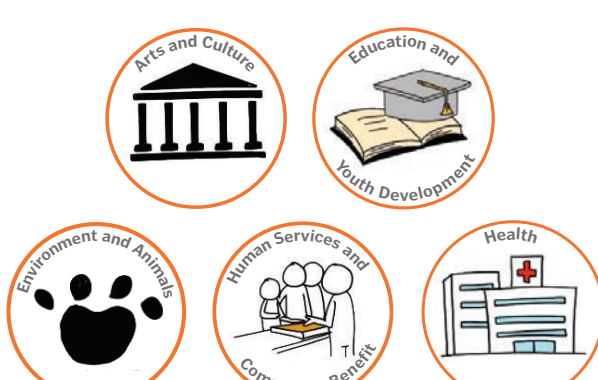 Arts and Culture
Education and
Youth Development
Environment and Animals
Human Services and
Benefit
Health